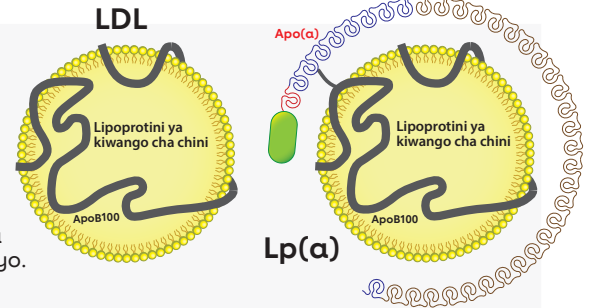 LDL
Lipoprotini ya
kiwango cha chini
ApoB100
yo.
Apo(a)
Lipoprotini ya
kiwango cha chini
ApoB100
Lp(a)